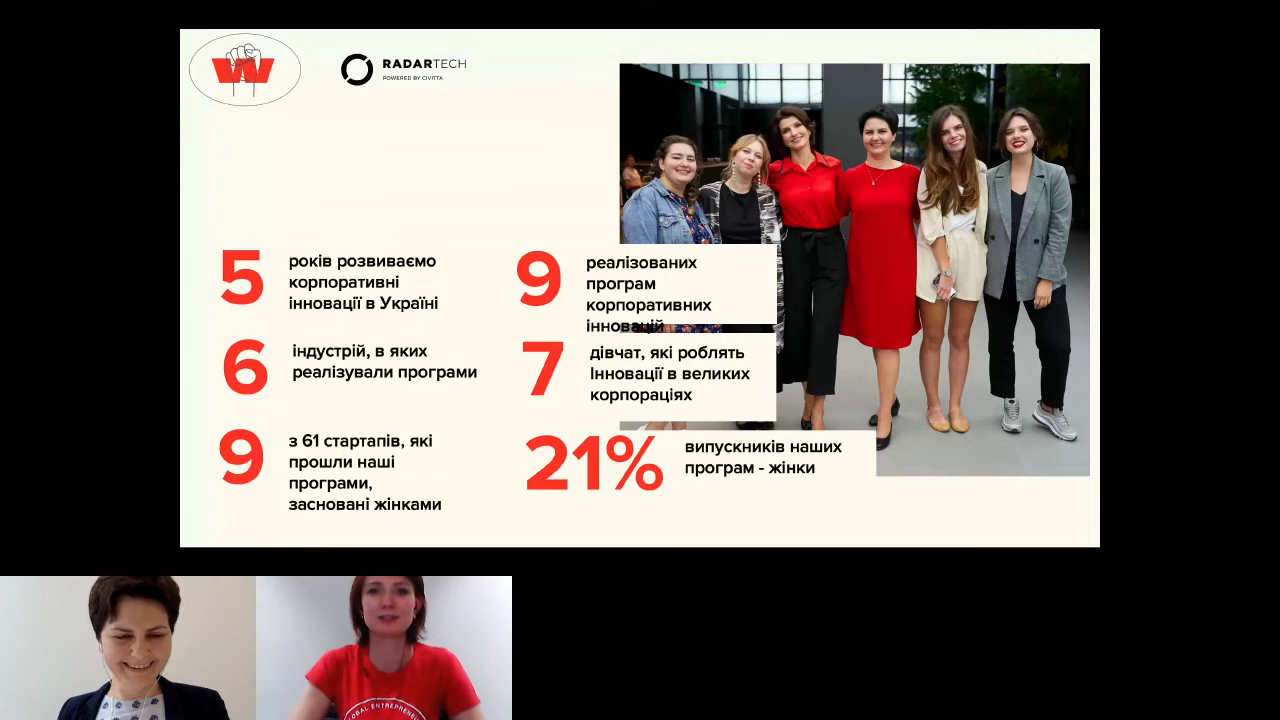 W
RADARTECH
POWERED BY CIVITTA
5
років розвиваємо
корпоративні
інновації в Україні
9
реалізованих
програм
корпоративних
інновацій
6
індустрій, в яких
реалізували програми
7
дівчат, які роблять
Інновації в великих
корпораціях
9
з 61 стартапів, які
прошли наші
програми,
засновані жінками
21%
випускників наших
програм - жінки